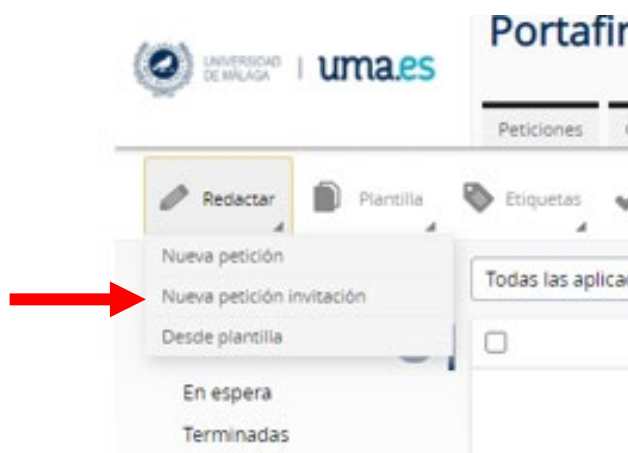 Portafir
UNIVERSIDAD
DE MÁLAGA
uma.es
Peticiones
Redactar
Plantilla
Etiquetas
Nueva petición
Nueva petición invitación
Desde plantilla
Todas las aplica
En espera
Terminadas